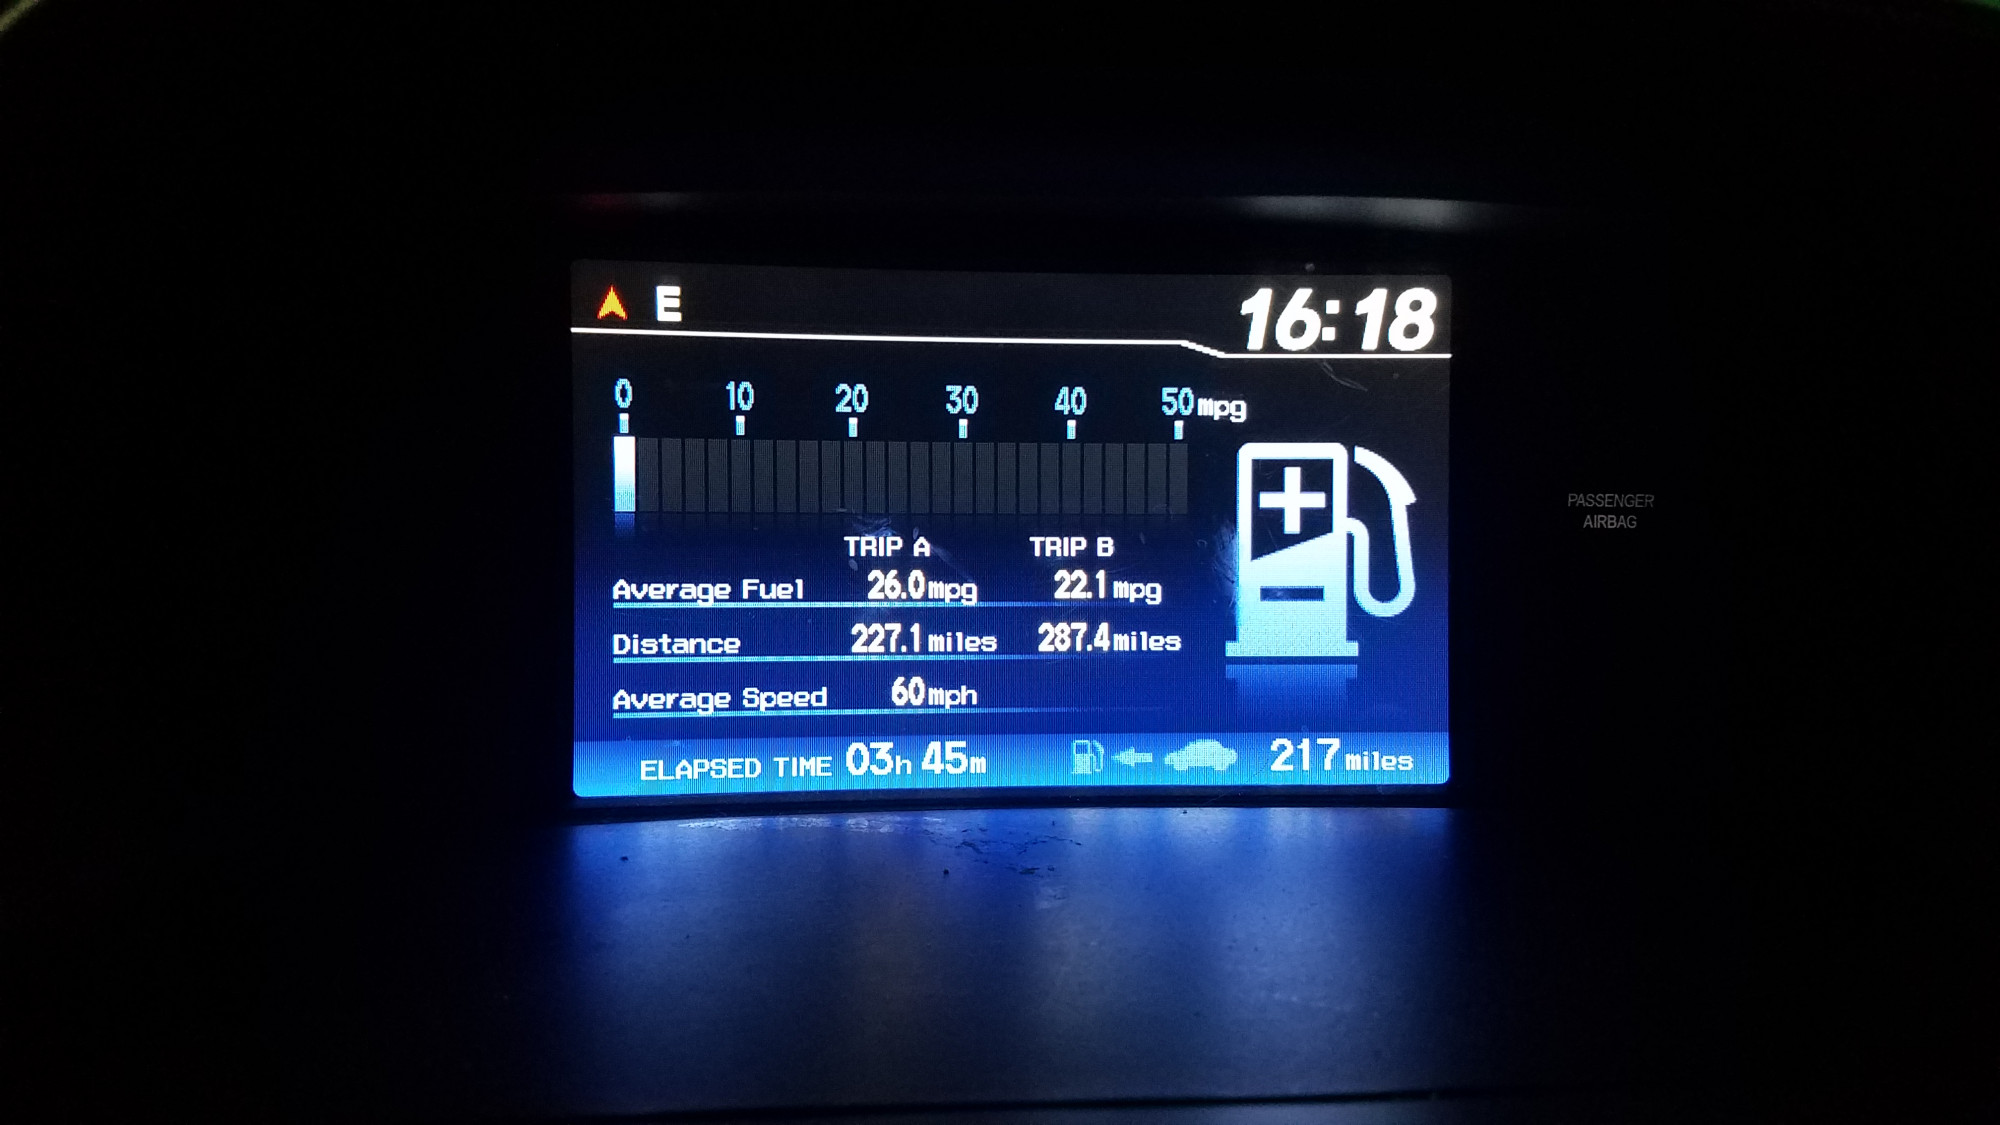 E 16:18
0 10 20 30 40 50 mpg
TRIP A TRIP B
Average Fuel 26.0 mpg 22.1 mpg
Distance 227.1 miles 287.4 miles
Average Speed 60 mph
ELAPSED TIME 03h 45m 217 miles
PASSENGER
AIRBAG